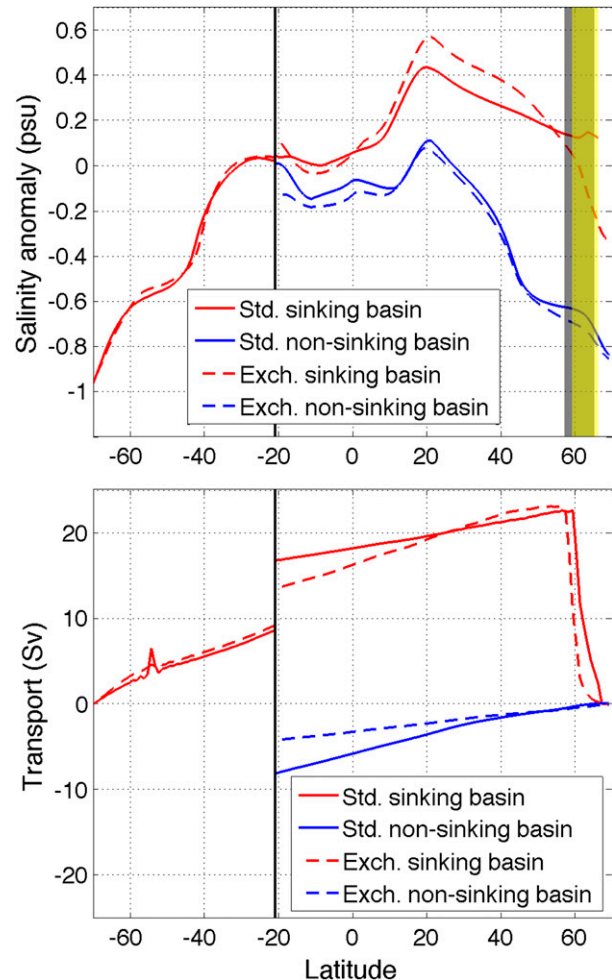 Salinity anomaly (psu)
0.6
0.4
0.2
0
-0.2
-0.4
-0.6
-0.8
-1
Std. sinking basin
Std. non-sinking basin
Exch. sinking basin
Exch. non-sinking basin
-60 -40 -20 0 20 40 60
Transport (Sv)
20
10
0
-10
-20
Std. sinking basin
Std. non-sinking basin
Exch. sinking basin
Exch. non-sinking basin
-60 -40 -20 0 20 40 60
Latitude